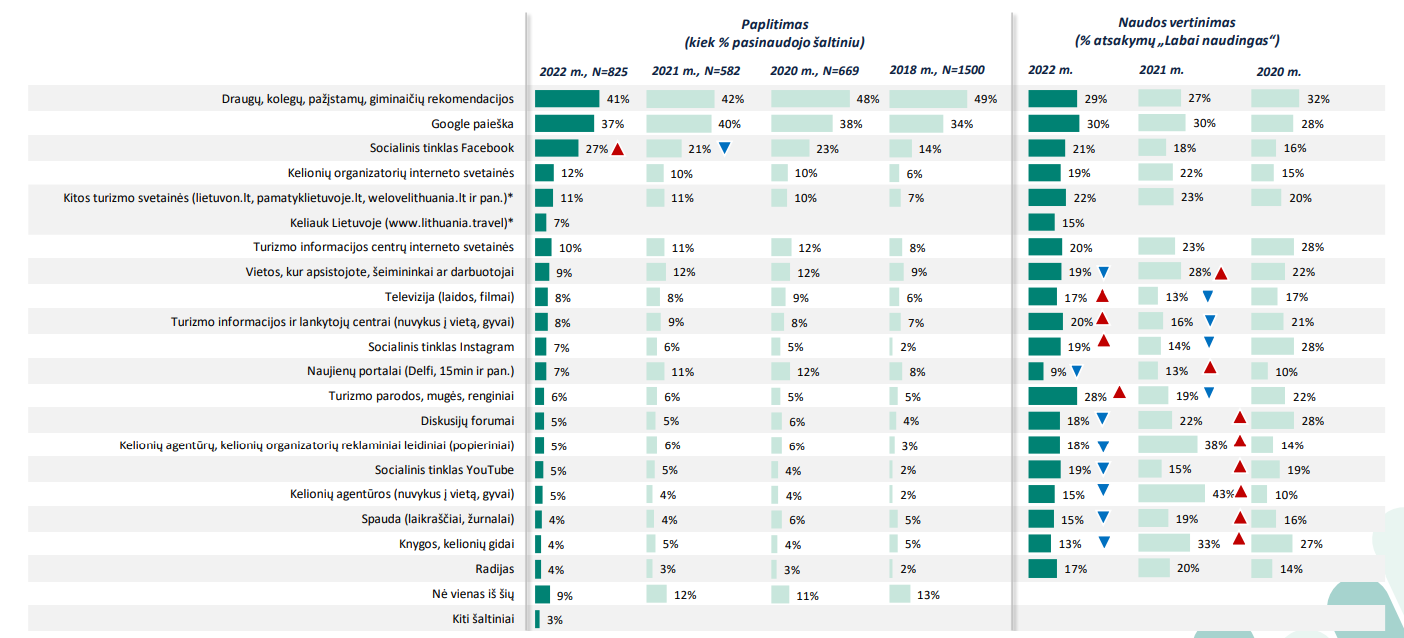 Paplitimas
(kiek % pasinaudojo šaltiniu)
Naudos vertinimas
(% atsakymų „Labai naudingas“)
2022 m., N=825 2021 m., N=582 2020 m., N=669 2018 m., N=1500 2022 m. 2021 m. 2020 m.
Draugų, kolegų, pažįstamų, giminaičių rekomendacijos 41% 42% 48% 49% 29% 27% 32%
Google paieška 37% 40% 38% 34% 30% 30% 28%
Socialinis tinklas Facebook 27% 21% 23% 14% 21% 18% 16%
Kelionių organizatorių interneto svetainės 12% 10% 10% 6% 19% 22% 15%
Kitos turizmo svetainės (lietuvon.lt, pamatyklietuvoje.lt, welovelithuania.lt ir pan.)* 11% 11% 10% 7% 22% 23% 20%
Keliauk Lietuvoje (www.lithuania.travel)* 7% 15%
Turizmo informacijos centrų interneto svetainės 10% 11% 12% 8% 20% 23% 28%
Vietos, kur apsistojote, šeimininkai ar darbuotojai 9% 12% 12% 9% 19% 28% 22%
Televizija (laidos, filmai) 8% 8% 9% 6% 17% 13% 17%
Turizmo informacijos ir lankytojų centrai (nuvykus į vietą, gyvai) 8% 9% 8% 7% 20% 16% 21%
Socialinis tinklas Instagram 7% 6% 5% 2% 19% 14% 28%
Naujienų portalai (Delfi, 15min ir pan.) 7% 11% 12% 8% 9% 13% 10%
Turizmo parodos, mugės, renginiai 6% 6% 5% 5% 28% 19% 22%
Diskusijų forumai 5% 5% 6% 4% 18% 22% 28%
Kelionių agentūrų, kelionių organizatorių reklaminiai leidiniai (popieriniai) 5% 6% 6% 3% 18% 38% 14%
Socialinis tinklas YouTube 5% 5% 4% 2% 19% 15% 19%
Kelionių agentūros (nuvykus į vietą, gyvai) 5% 4% 4% 2% 15% 43% 10%
Spauda (laikraščiai, žurnalai) 4% 4% 6% 5% 15% 19% 16%
Knygos, kelionių gidai 4% 5% 4% 5% 13% 33% 27%
Radijas 4% 3% 3% 2% 17% 20% 14%
Nė vienas iš šių 9% 12% 11% 13%
Kiti šaltiniai 3%